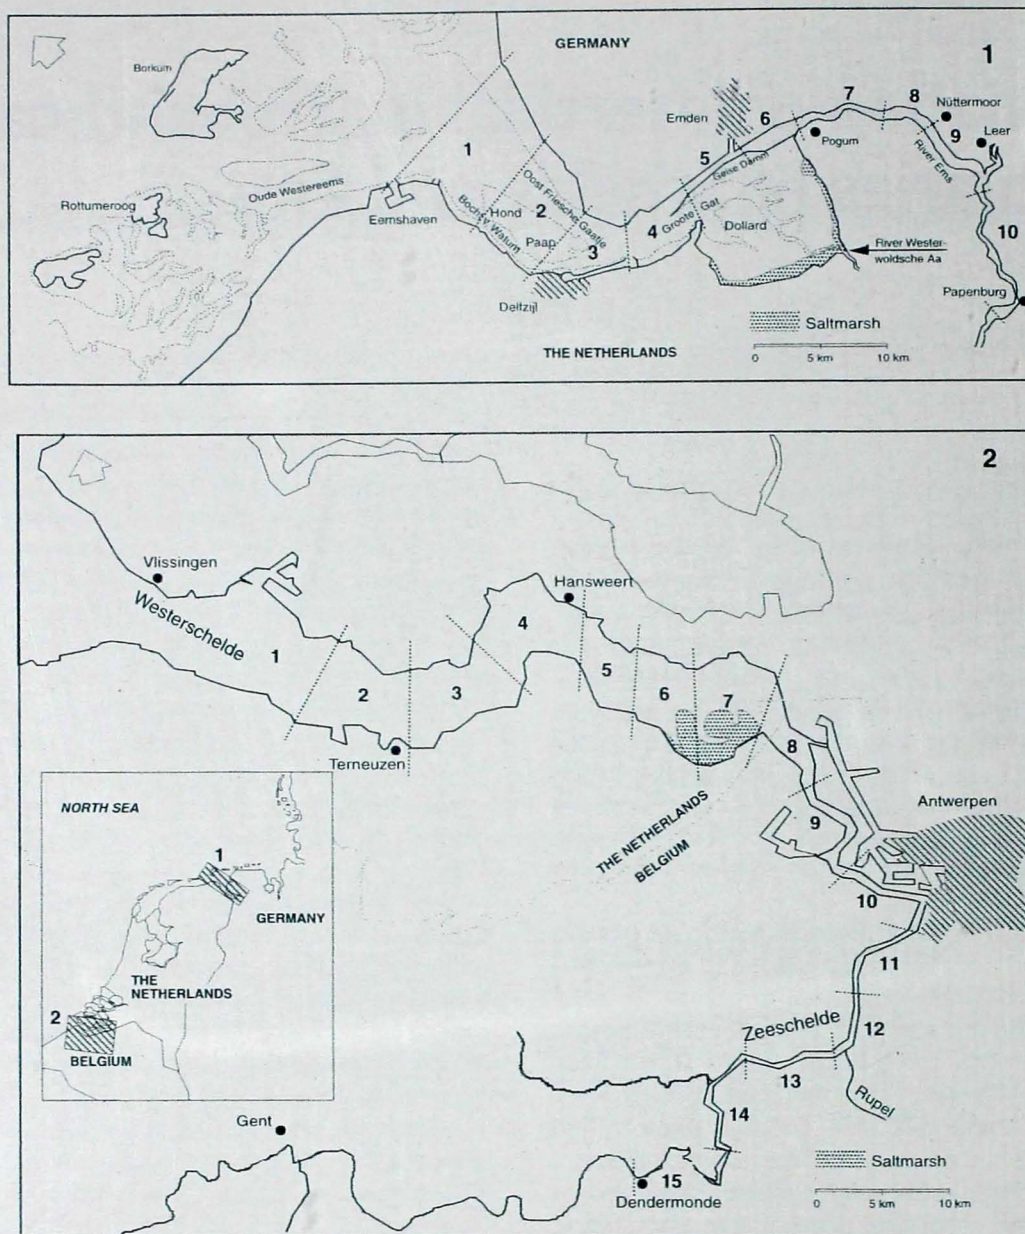 GERMANY
1
Borkum
Emden
6
7
8
Nüttermoor
9
Leer
Pogum
5
Geise Damm
River Ems
1
Oude Westereems
Oost Friesche Gaatje
Rottumeroog
Eemshaven
Hond
2
Bocht v Watum
Paap
3
4
Groote Gat
Dollard
River Wester-
woldsche Aa
10
Papenburg
Delfzijl
Saltmarsh
THE NETHERLANDS
0 5 km 10 km
2
Vlissingen
Westerschelde
Hansweert
1
2
3
4
5
6
7
8
Terneuzen
9
Antwerpen
THE NETHERLANDS
BELGIUM
10
11
12
Zeeschelde
13
Rupel
14
NORTH SEA
1
GERMANY
THE
NETHERLANDS
2
BELGIUM
Gent
15
Dendermonde
Saltmarsh
0 5 km 10 km